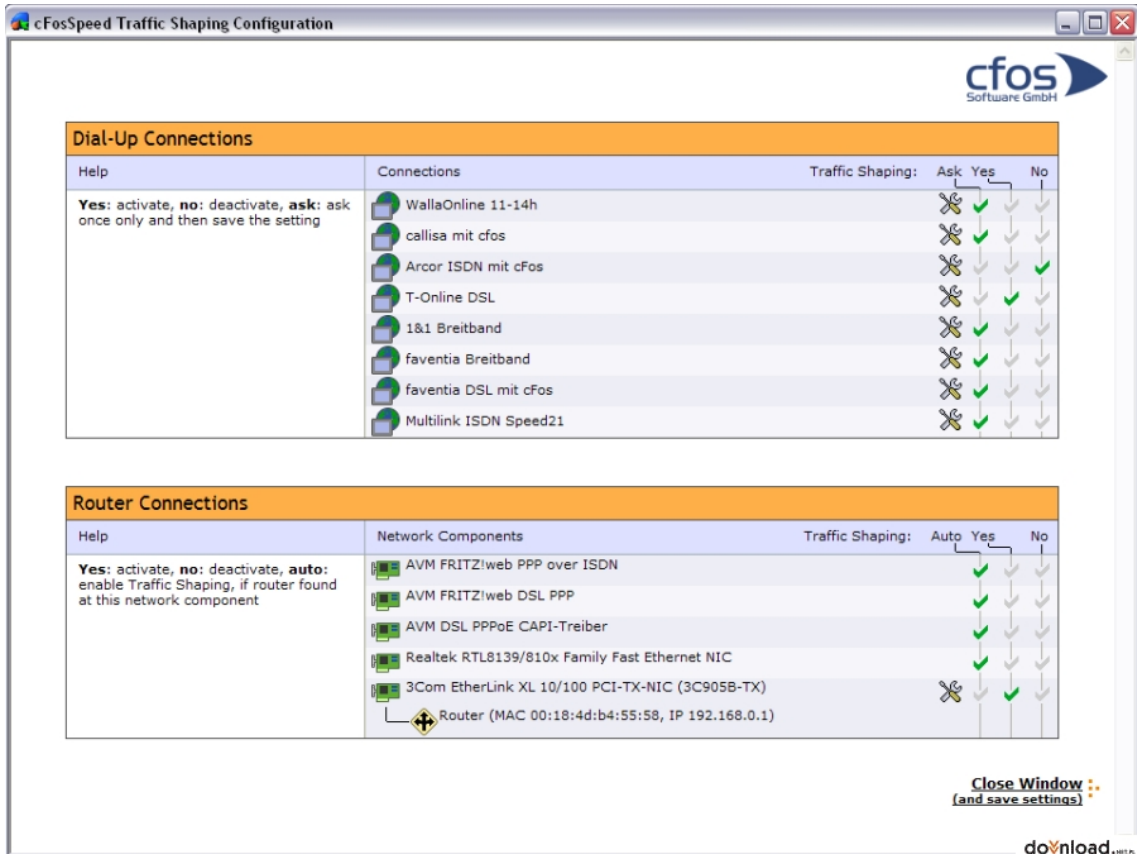 cFosSpeed Traffic Shaping Configuration
cfos
Software GmbH
Dial-Up Connections
Help
Connections
Traffic Shaping: Ask Yes No
Yes: activate, no: deactivate, ask: ask
once only and then save the setting
WallaOnline 11-14h
callisa mit cfos
Arcor ISDN mit cFos
T-Online DSL
1&1 Breitband
faventia Breitband
faventia DSL mit cFos
Multilink ISDN Speed21
Router Connections
Help
Network Components
Traffic Shaping: Auto Yes No
Yes: activate, no: deactivate, auto:
enable Traffic Shaping, if router found
at this network component
AVM FRITZ!web PPP over ISDN
AVM FRITZ!web DSL PPP
AVM DSL PPPoE CAPI-Treiber
Realtek RTL8139/810x Family Fast Ethernet NIC
3Com EtherLink XL 10/100 PCI-TX-NIC (3C905B-TX)
Router (MAC 00:18:4d:b4:55:58, IP 192.168.0.1)
Close Window
(and save settings)
download